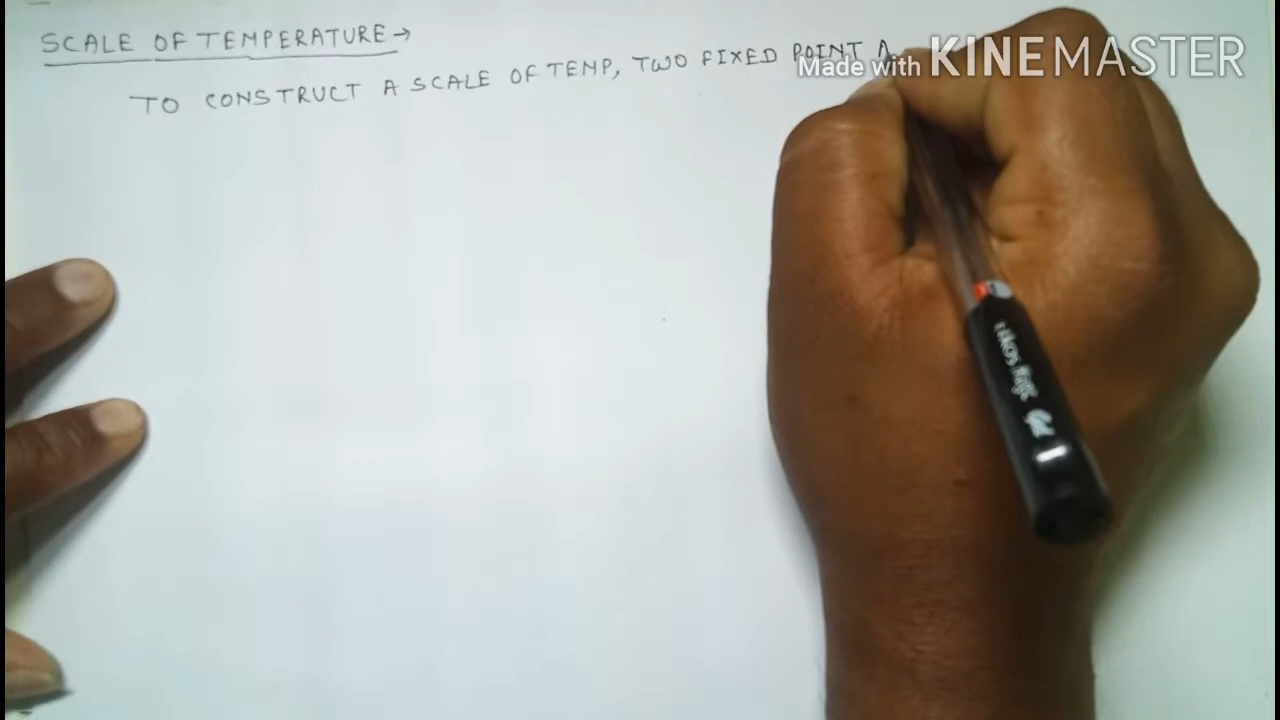 SCALE OF TEMPERATURE→
TO CONSTRUCT A SCALE OF TEMP, TWO FIXED POINT A
Made with KINEMASTER